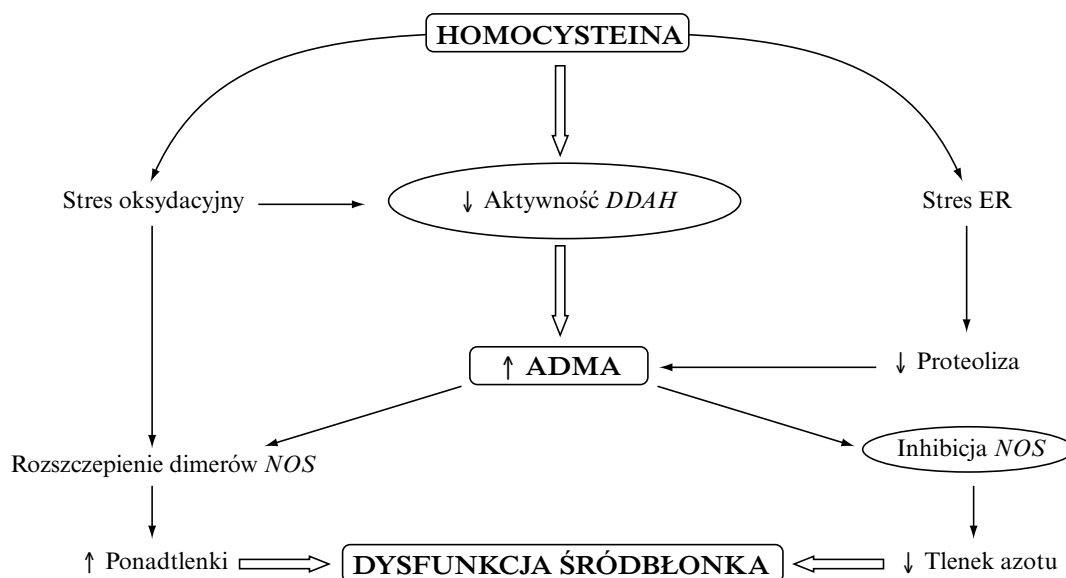 HOMOCYSTEINA
Stres oksydacyjny
↓ Aktywność DDAH
Stres ER
↑ ADMA
↓ Proteoliza
Rozszczepienie dimerów NOS
Inhibicja NOS
↑ Ponadtlenki
DYSFUNKCJA ŚRÓDBŁONKA
↓ Tlenek azotu